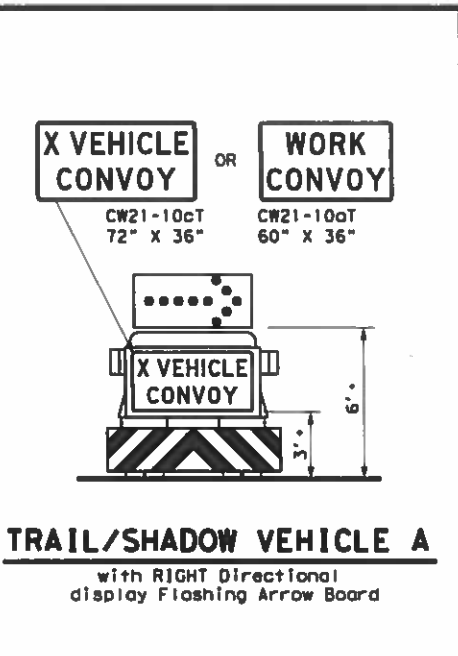 X VEHICLE
CONVOY
OR
WORK
CONVOY
CW21-10cT
72" X 36"
CW21-10aT
60" X 36"
X VEHICLE
CONVOY
6'+
3'+
TRAIL/SHADOW VEHICLE A
with RIGHT Directional
display Flashing Arrow Board